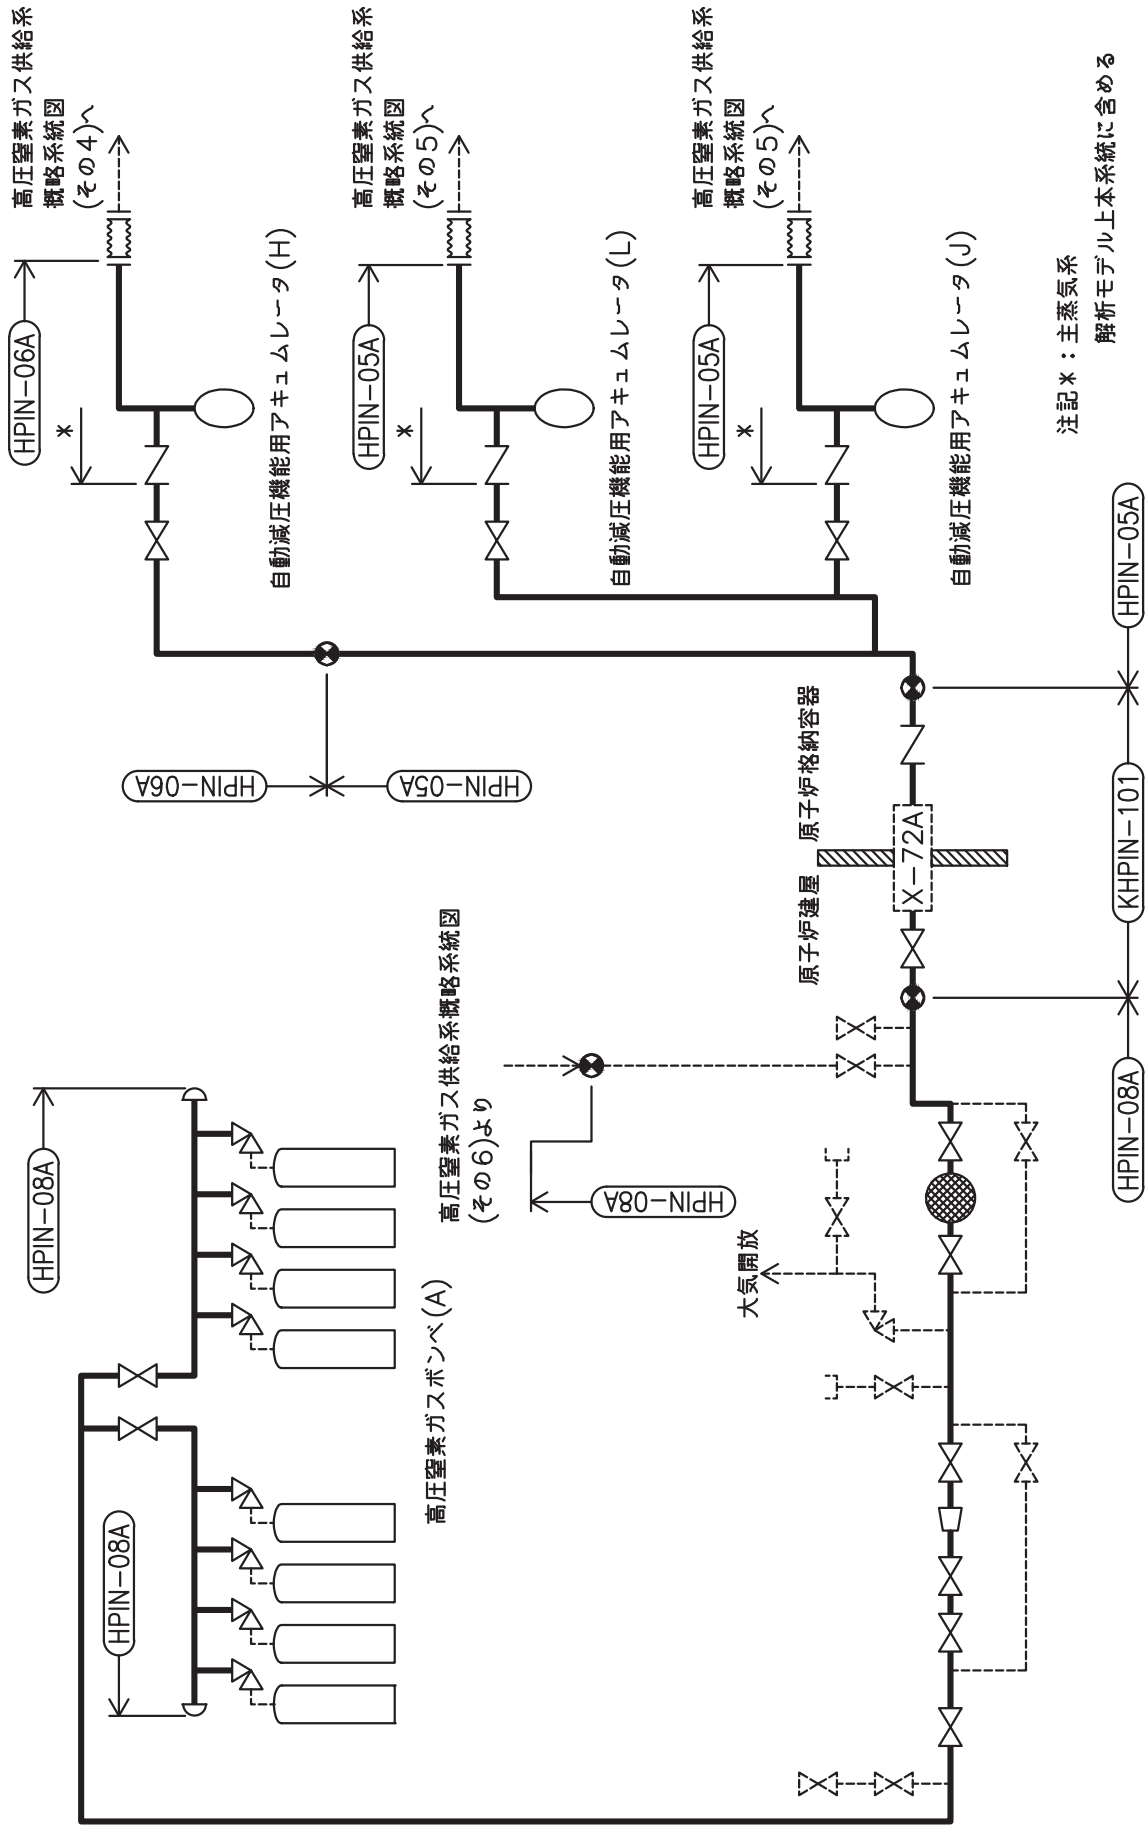 高圧窒素ガス供給系
概略系統図
(その4)へ
HPIN-06A
*
自動減圧機能用アキュムレータ(H)
高圧窒素ガス供給系
概略系統図
(その5)へ
HPIN-05A
*
自動減圧機能用アキュムレータ(L)
高圧窒素ガス供給系
概略系統図
(その5)へ
HPIN-05A
*
自動減圧機能用アキュムレータ(J)
注記*：主蒸気系
解析モデル上本系統に含める
HPIN-06A
HPIN-05A
原子炉格納容器
原子炉建屋
X-72A
HPIN-05A
KHPIN-101
HPIN-08A
高圧窒素ガス供給系概略系統図
(その6)より
HPIN-08A
大気開放
HPIN-08A
HPIN-08A
高圧窒素ガスボンベ(A)